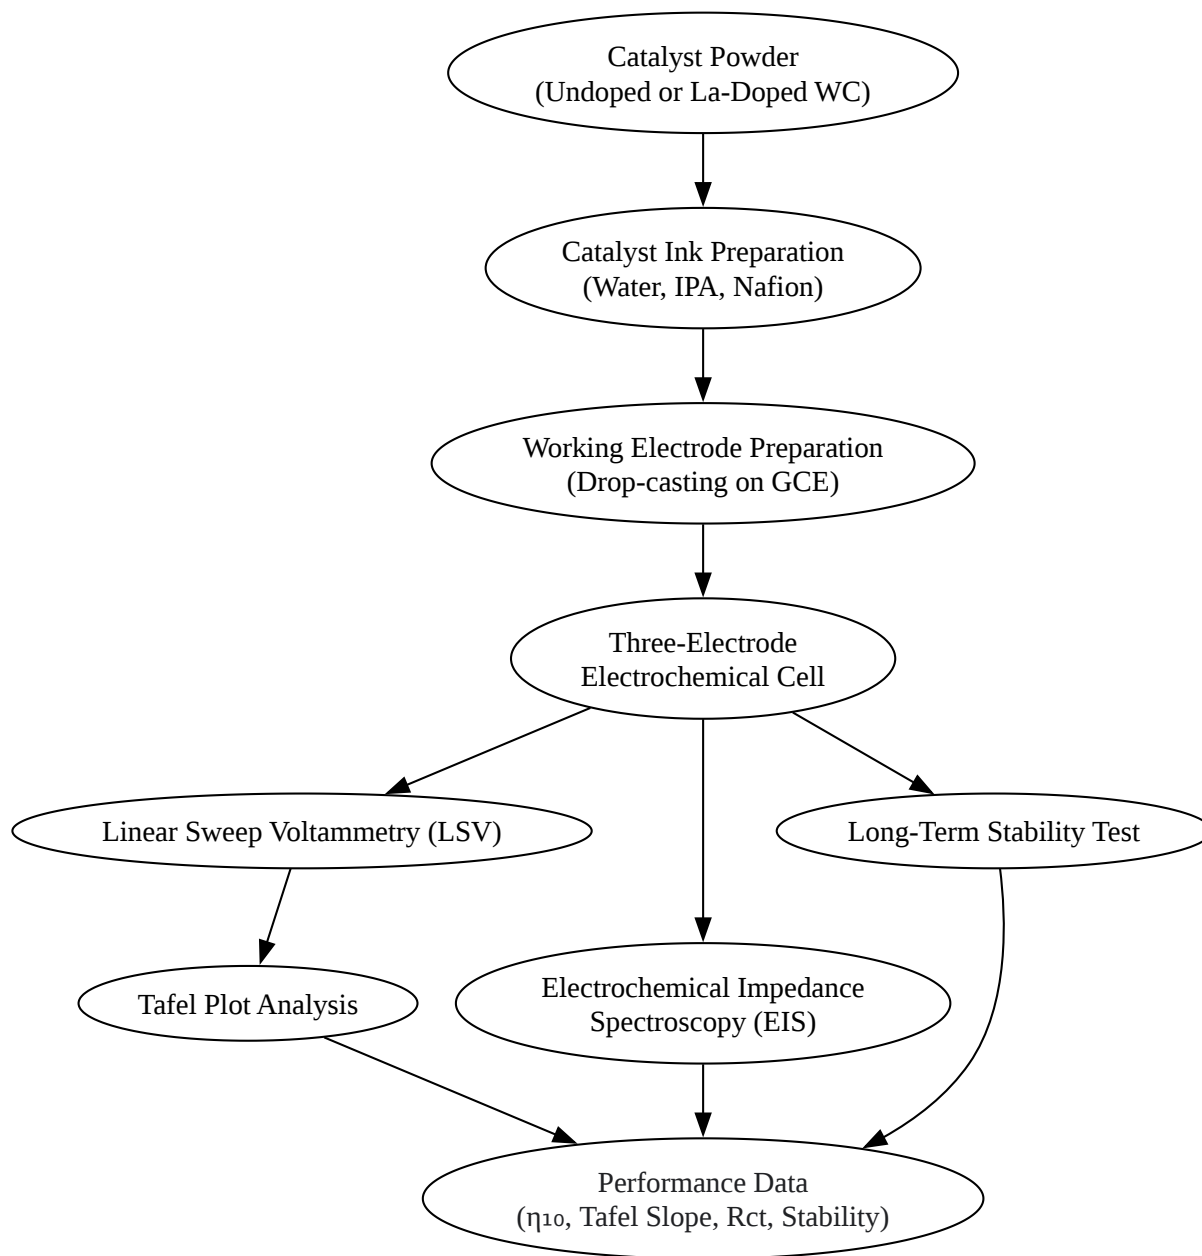 Catalyst Powder
(Undoped or La-Doped WC)
Catalyst Ink Preparation
(Water, IPA, Nafion)
Working Electrode Preparation
(Drop-casting on GCE)
Three-Electrode
Electrochemical Cell
Linear Sweep Voltammetry (LSV)
Long-Term Stability Test
Tafel Plot Analysis
Electrochemical Impedance
Spectroscopy (EIS)
Performance Data
(η₁₀, Tafel Slope, Rct, Stability)